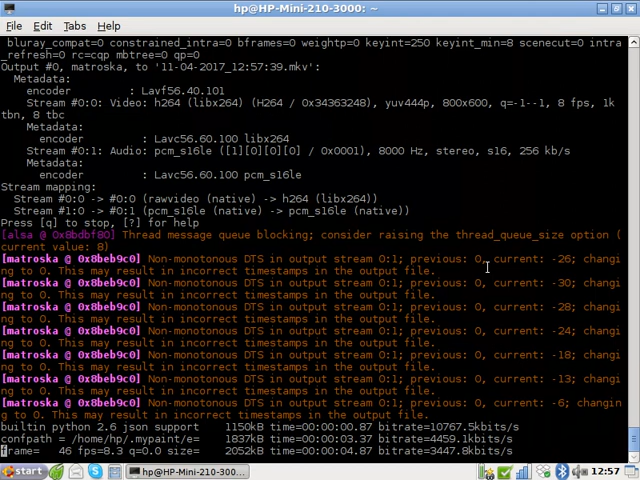 hp@HP-Mini-210-3000: ~
File Edit Tabs Help
bluray_compat=0 constrained_intra=0 bframes=0 weightp=0 keyint=250 keyint_min=8 scenecut=0 intra
_refresh=0 rc=cqp mbtree=0 qp=0
Output #0, matroska, to '11-04-2017_12:57:39.mkv':
Metadata:
encoder : Lavf56.40.101
Stream #0:0: Video: h264 (libx264) (H264 / 0x34363248), yuv444p, 800x600, q=-1--1, 8 fps, 1k
tbn, 8 tbc
Metadata:
encoder : Lavc56.60.100 libx264
Stream #0:1: Audio: pcm_s16le ([1][0][0][0] / 0x0001), 8000 Hz, stereo, s16, 256 kb/s
Metadata:
encoder : Lavc56.60.100 pcm_s16le
Stream mapping:
Stream #0:0 -> #0:0 (rawvideo (native) -> h264 (libx264))
Stream #1:0 -> #0:1 (pcm_s16le (native) -> pcm_s16le (native))
Press [q] to stop, [?] for help
[alsa @ 0x8bdbf80] Thread message queue blocking; consider raising the thread_queue_size option (
current value: 8)
[matroska @ 0x8beb9c0] Non-monotonous DTS in output stream 0:1; previous: 0, current: -26; changi
ng to 0. This may result in incorrect timestamps in the output file.
[matroska @ 0x8beb9c0] Non-monotonous DTS in output stream 0:1; previous: 0, current: -30; changi
ng to 0. This may result in incorrect timestamps in the output file.
[matroska @ 0x8beb9c0] Non-monotonous DTS in output stream 0:1; previous: 0, current: -28; changi
ng to 0. This may result in incorrect timestamps in the output file.
[matroska @ 0x8beb9c0] Non-monotonous DTS in output stream 0:1; previous: 0, current: -24; changi
ng to 0. This may result in incorrect timestamps in the output file.
[matroska @ 0x8beb9c0] Non-monotonous DTS in output stream 0:1; previous: 0, current: -18; changi
ng to 0. This may result in incorrect timestamps in the output file.
[matroska @ 0x8beb9c0] Non-monotonous DTS in output stream 0:1; previous: 0, current: -13; changi
ng to 0. This may result in incorrect timestamps in the output file.
[matroska @ 0x8beb9c0] Non-monotonous DTS in output stream 0:1; previous: 0, current: -6; changin
g to 0. This may result in incorrect timestamps in the output file.
builtin python 2.6 json support 1150kB time=00:00:00.87 bitrate=10767.5kbits/s
confpath = /home/hp/.mypaint/e= 1837kB time=00:00:03.37 bitrate=4459.1kbits/s
frame= 46 fps=8.3 q=0.0 size= 2052kB time=00:00:04.87 bitrate=3447.8kbits/s
start hp@HP-Mini-210-300... 12:57